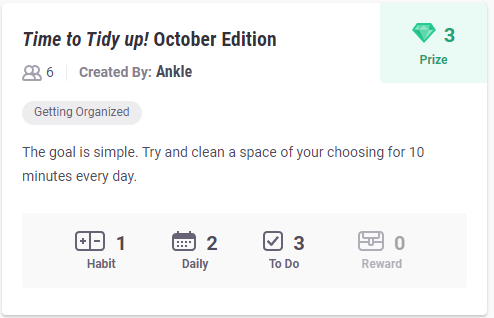 Time to Tidy up! October Edition
3
Prize
6 Created By: Ankle
Getting Organized
The goal is simple. Try and clean a space of your choosing for 10
minutes every day.
1 2 3 0
Habit Daily To Do Reward